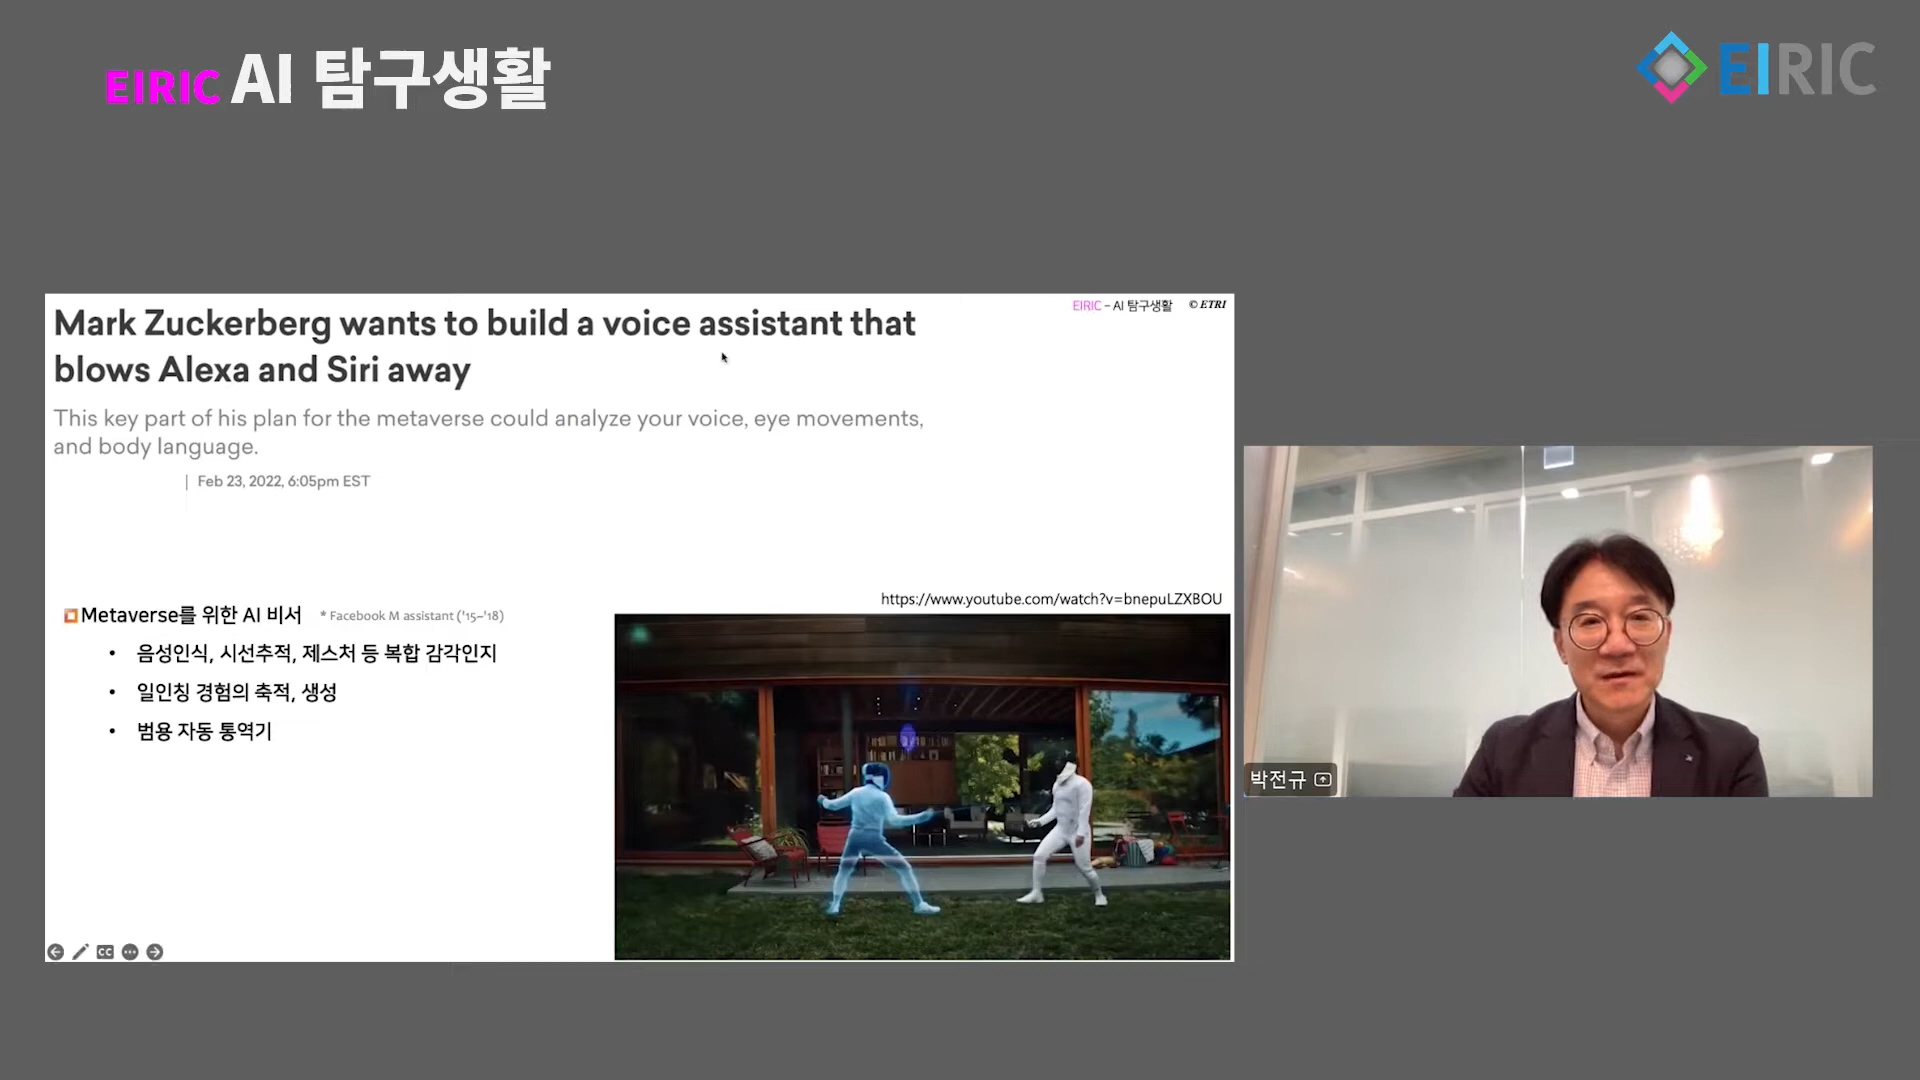 EIRIC AI 탐구생활
EIRIC
EIRIC – AI 탐구생활 © ETRI
Mark Zuckerberg wants to build a voice assistant that
blows Alexa and Siri away
This key part of his plan for the metaverse could analyze your voice, eye movements,
and body language.
| Feb 23, 2022, 6:05pm EST
https://www.youtube.com/watch?v=bnepuLZXBOU
Metaverse를 위한 AI 비서 * Facebook M assistant ('15–'18)
• 음성인식, 시선추적, 제스처 등 복합 감각인지
• 일인칭 경험의 축적, 생성
• 범용 자동 통역기
CC
박전규